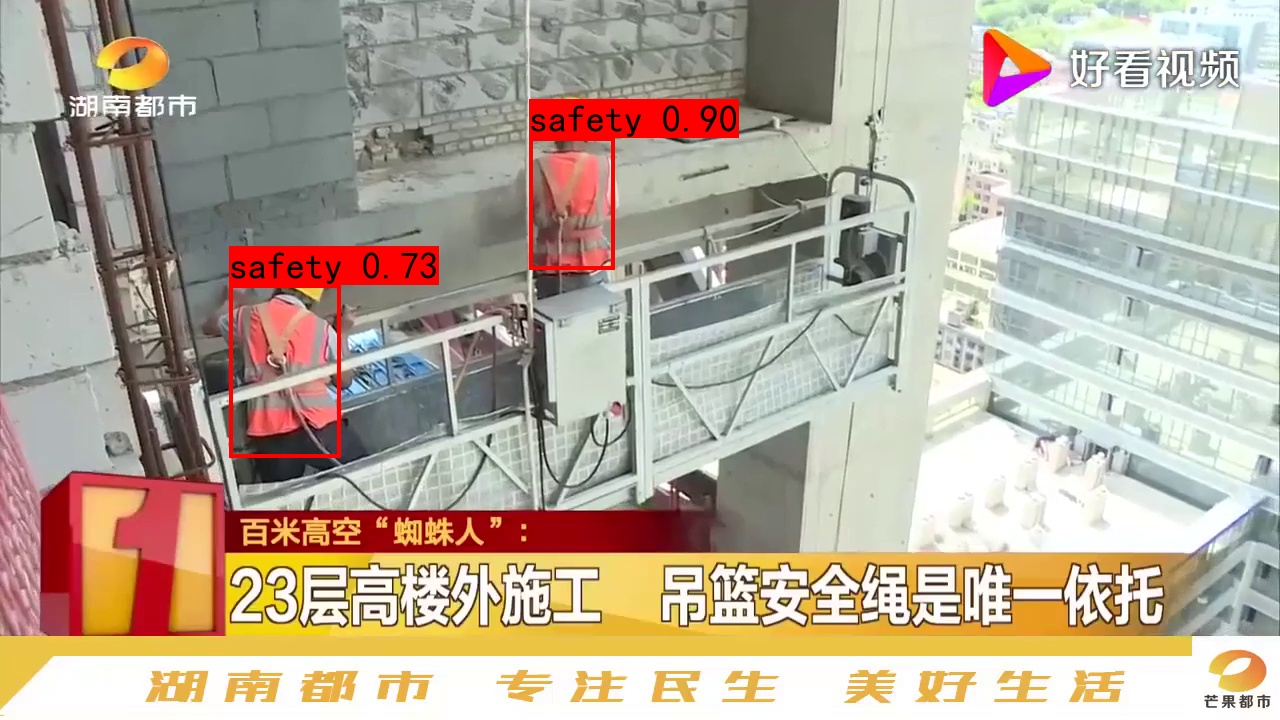 湖南都市
好看视频
safety 0.90
safety 0.73
1
百米高空“蜘蛛人”：
23层高楼外施工 吊篮安全绳是唯一依托
湖南都市 专注民生 美好生活
芒果都市